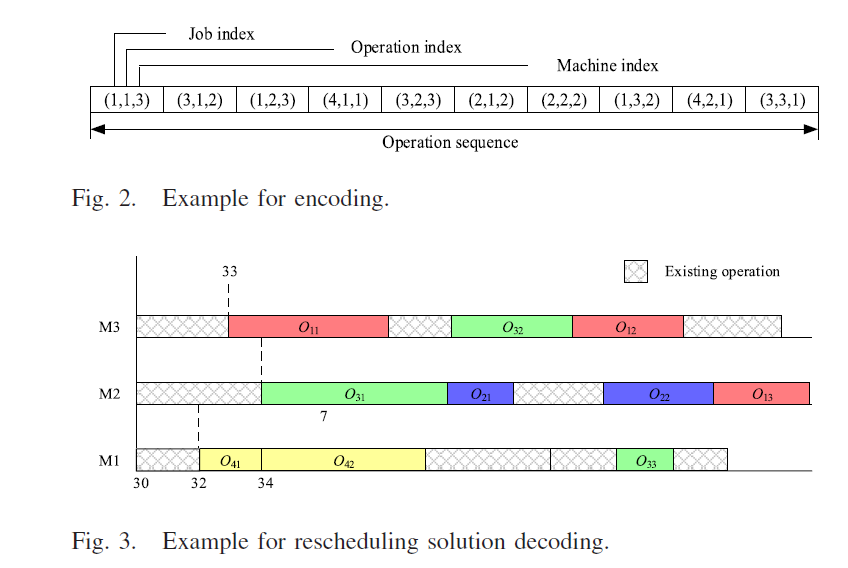 Job index
Operation index
Machine index
(1,1,3) (3,1,2) (1,2,3) (4,1,1) (3,2,3) (2,1,2) (2,2,2) (1,3,2) (4,2,1) (3,3,1)
Operation sequence
Fig. 2. Example for encoding.
33
Existing operation
M3 O11 O32 O12
M2 O31 O21 O22 O13
7
M1 O41 O42 O33
30 32 34
Fig. 3. Example for rescheduling solution decoding.